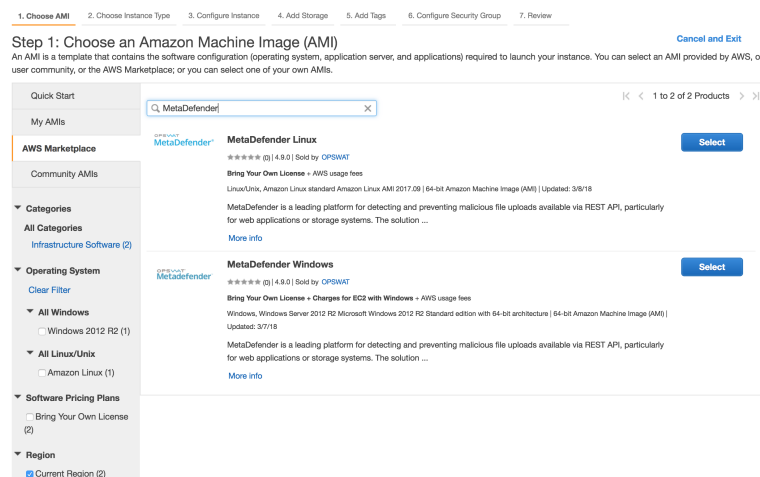 1. Choose AMI 2. Choose Instance Type 3. Configure Instance 4. Add Storage 5. Add Tags 6. Configure Security Group 7. Review
Step 1: Choose an Amazon Machine Image (AMI)
Cancel and Exit
An AMI is a template that contains the software configuration (operating system, application server, and applications) required to launch your instance. You can select an AMI provided by AWS, o
user community, or the AWS Marketplace; or you can select one of your own AMIs.
Quick Start
My AMIs
AWS Marketplace
Community AMIs
Categories
All Categories
Infrastructure Software (2)
Operating System
Clear Filter
All Windows
Windows 2012 R2 (1)
All Linux/Unix
Amazon Linux (1)
Software Pricing Plans
Bring Your Own License
(2)
Region
Current Region (2)
MetaDefender
1 to 2 of 2 Products
OPSWAT
MetaDefender
MetaDefender Linux
(0) | 4.9.0 | Sold by OPSWAT
Bring Your Own License + AWS usage fees
Linux/Unix, Amazon Linux standard Amazon Linux AMI 2017.09 | 64-bit Amazon Machine Image (AMI) | Updated: 3/8/18
MetaDefender is a leading platform for detecting and preventing malicious file uploads available via REST API, particularly
for web applications or storage systems. The solution ...
More info
Select
OPSWAT
Metadefender
MetaDefender Windows
(0) | 4.9.0 | Sold by OPSWAT
Bring Your Own License + Charges for EC2 with Windows + AWS usage fees
Windows, Windows Server 2012 R2 Microsoft Windows 2012 R2 Standard edition with 64-bit architecture | 64-bit Amazon Machine Image (AMI) |
Updated: 3/7/18
MetaDefender is a leading platform for detecting and preventing malicious file uploads available via REST API, particularly
for web applications or storage systems. The solution ...
More info
Select